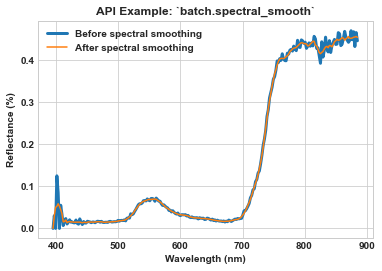 API Example: `batch.spectral_smooth`
Before spectral smoothing
After spectral smoothing
Reflectance (%)
0.4
0.3
0.2
0.1
0.0
400 500 600 700 800 900
Wavelength (nm)